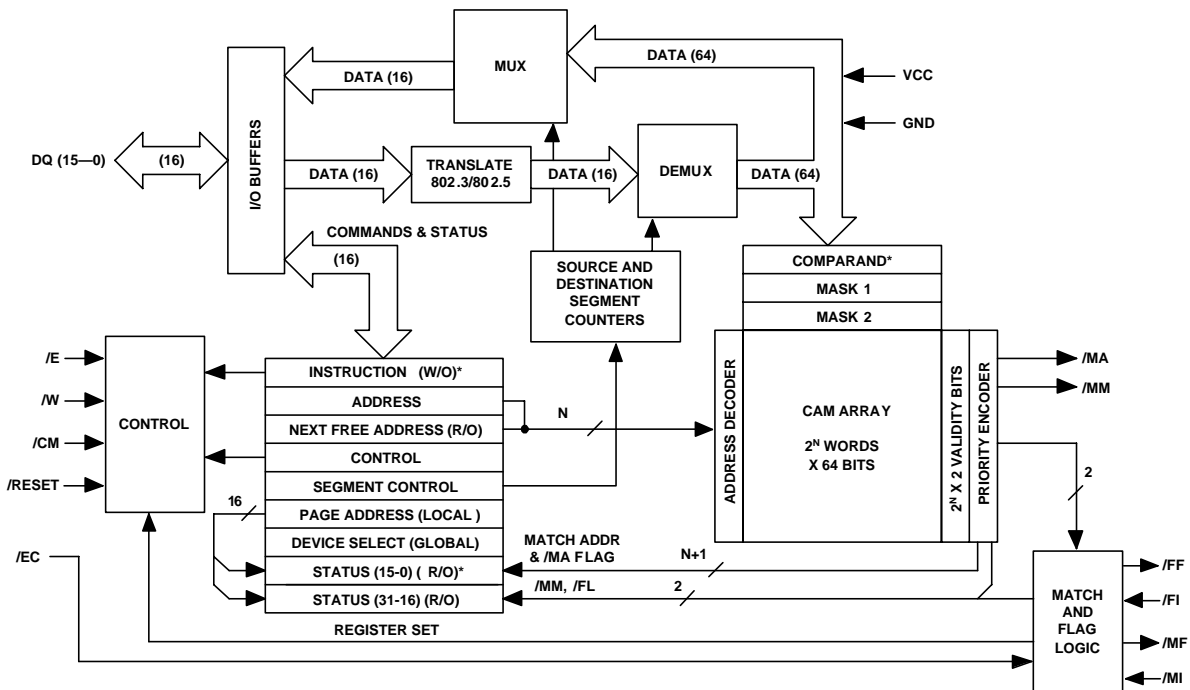 MUX
DATA (64)
DATA (16)
VCC
GND
I/O BUFFERS
DQ (15—0)
(16)
DATA (16)
TRANSLATE
802.3/802.5
DATA (16)
DEMUX
DATA (64)
COMMANDS & STATUS
(16)
SOURCE AND
DESTINATION
SEGMENT
COUNTERS
COMPARAND*
MASK 1
MASK 2
/E
/W
/CM
/RESET
/EC
CONTROL
INSTRUCTION (W/O)*
ADDRESS
NEXT FREE ADDRESS (R/O)
CONTROL
SEGMENT CONTROL
PAGE ADDRESS (LOCAL )
DEVICE SELECT (GLOBAL)
STATUS (15-0) ( R/O)*
STATUS (31-16) (R/O)
REGISTER SET
16
N
ADDRESS DECODER
CAM ARRAY
2ᴺ WORDS
X 64 BITS
2ᴺ X 2 VALIDITY BITS
PRIORITY ENCODER
/MA
/MM
2
MATCH ADDR
& /MA FLAG
N+1
/MM, /FL
2
MATCH
AND
FLAG
LOGIC
/FF
/FI
/MF
/MI